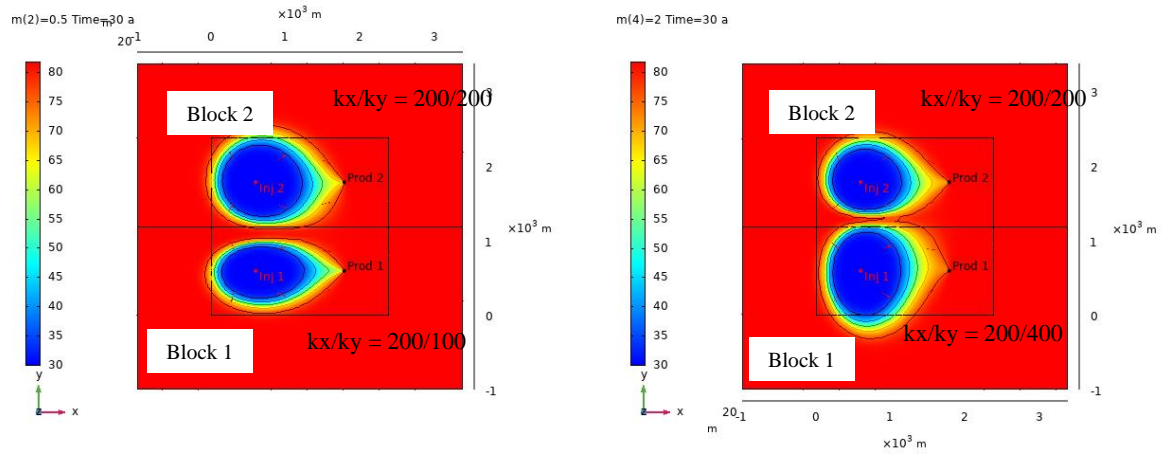 m(2)=0.5 Time=30 a
m
×10³ m
20
-1 0 1 2 3
80
75
70
65
60
55
50
45
40
35
30
Block 2
kx/ky = 200/200
Inj 2
Prod 2
Inj 1
Prod 1
Block 1
kx/ky = 200/100
3
2
1
×10³ m
0
-1
y
z
x
m(4)=2 Time=30 a
80
75
70
65
60
55
50
45
40
35
30
Block 2
kx//ky = 200/200
Inj 2
Prod 2
Inj 1
Prod 1
Block 1
kx/ky = 200/400
3
2
1
×10³ m
0
-1
y
z
x
20
m
0 1 2 3
×10³ m